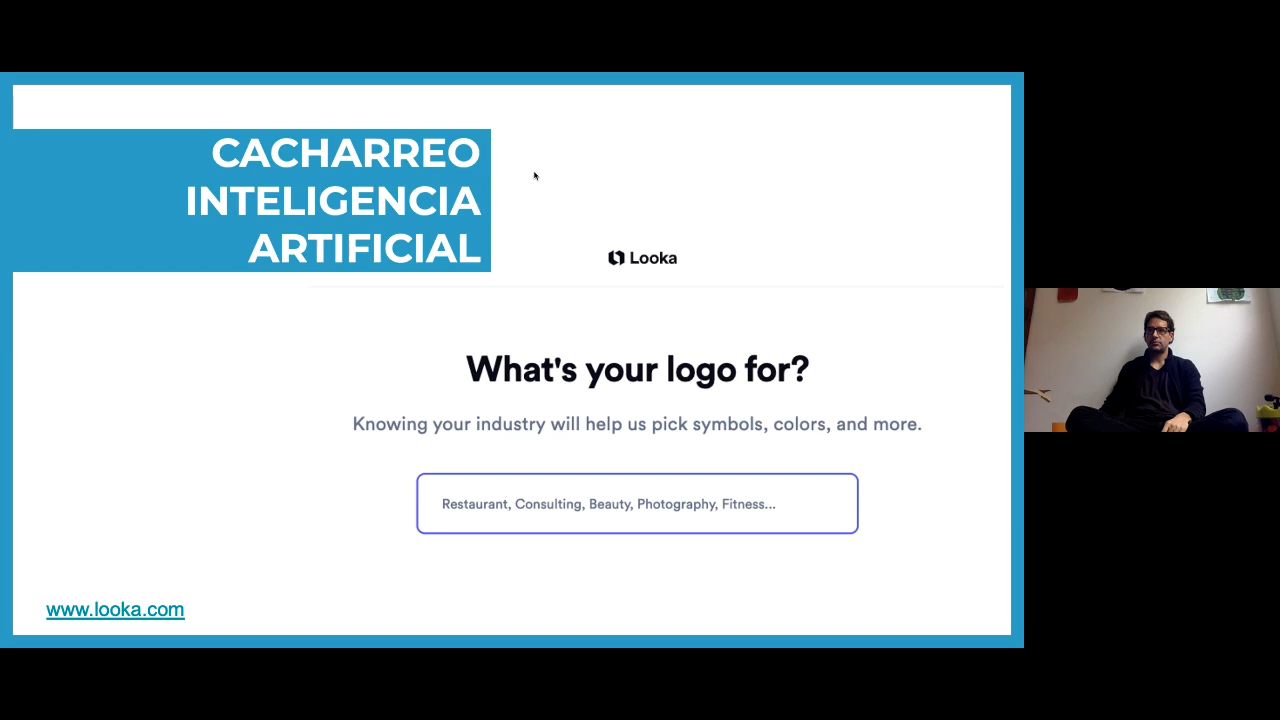 CACHARREO
INTELIGENCIA
ARTIFICIAL
Looka
What's your logo for?
Knowing your industry will help us pick symbols, colors, and more.
Restaurant, Consulting, Beauty, Photography, Fitness...
www.looka.com